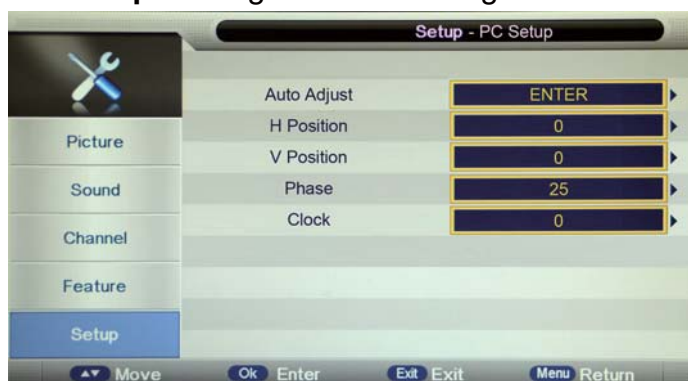 Setup - PC Setup
Auto Adjust ENTER
H Position 0
V Position 0
Phase 25
Clock 0
Picture
Sound
Channel
Feature
Setup
Move Ok Enter Exit Exit Menu Return